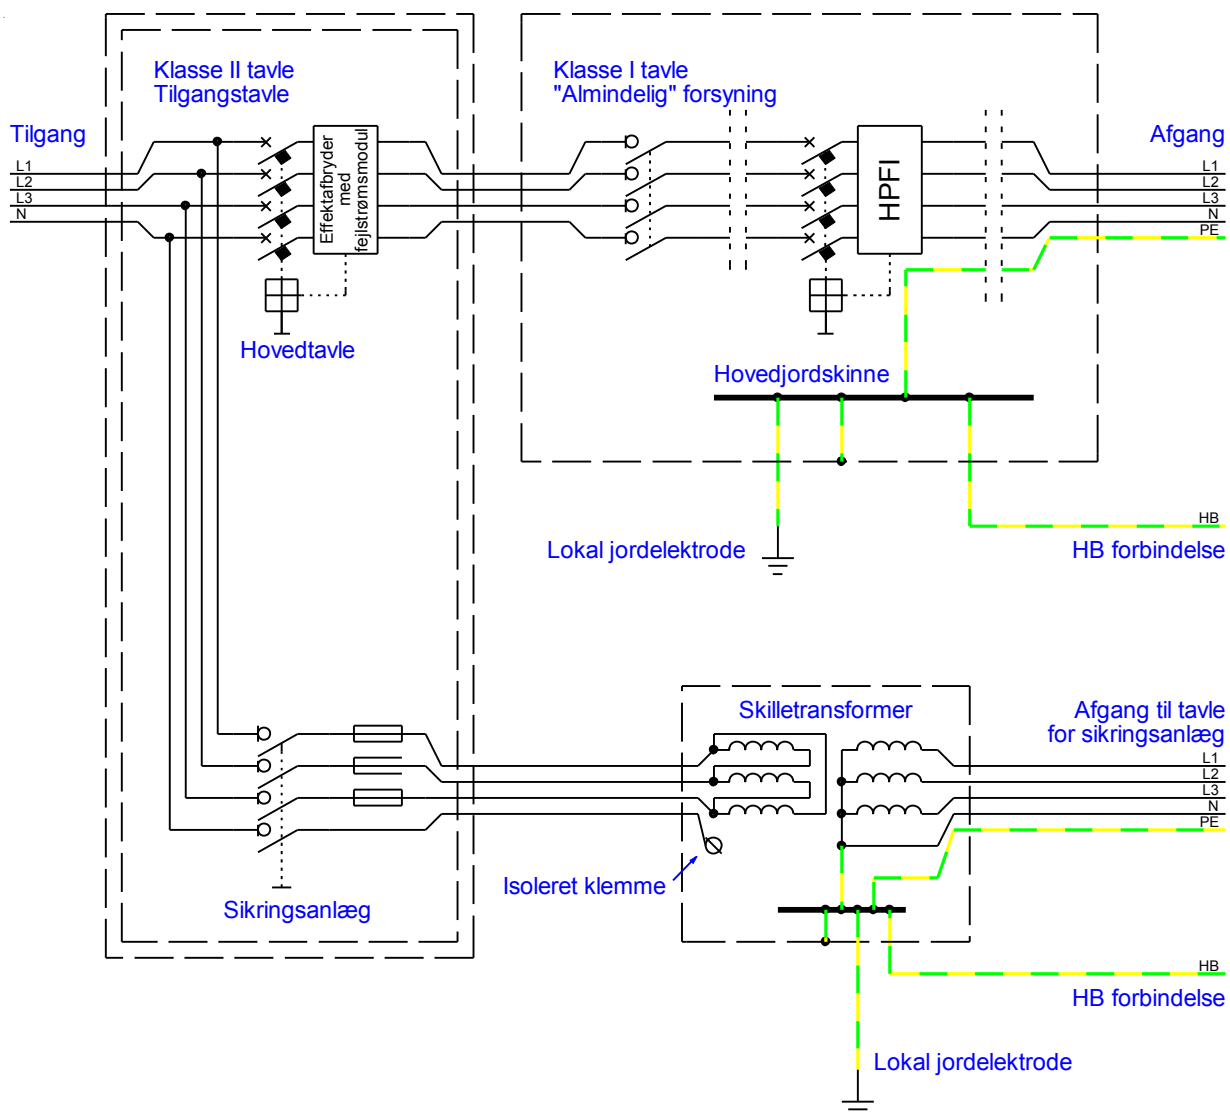 Klasse II tavle
Tilgangstavle
Klasse I tavle
"Almindelig" forsyning
Tilgang
Afgang
L1
L2
L3
N
Effektafbryder
med
fejlstrømsmodul
HPFI
L1
L2
L3
N
PE
Hovedtavle
Hovedjordskinne
HB
Lokal jordelektrode
HB forbindelse
Skilletransformer
Afgang til tavle
for sikringsanlæg
L1
L2
L3
N
PE
Isoleret klemme
Sikringsanlæg
HB
HB forbindelse
Lokal jordelektrode